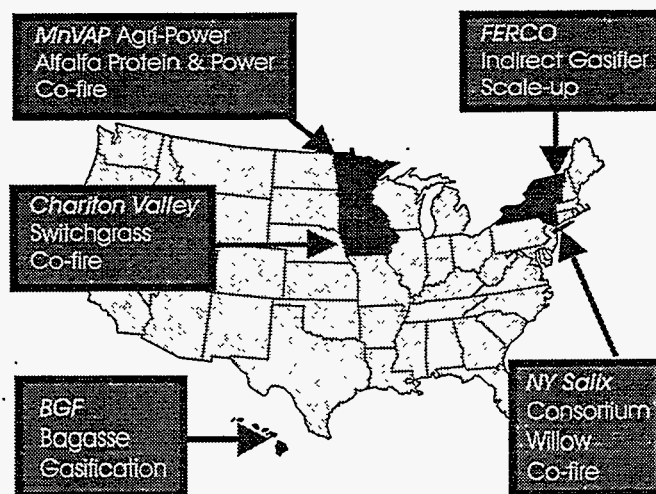 MnVAP Agri-Power
Alfalfa Protein & Power
Co-fire
FERCO
Indirect Gasifier
Scale-up
Chariton Valley
Switchgrass
Co-fire
BGF
Bagasse
Gasification
NY Salix
Consortium
Willow
Co-fire